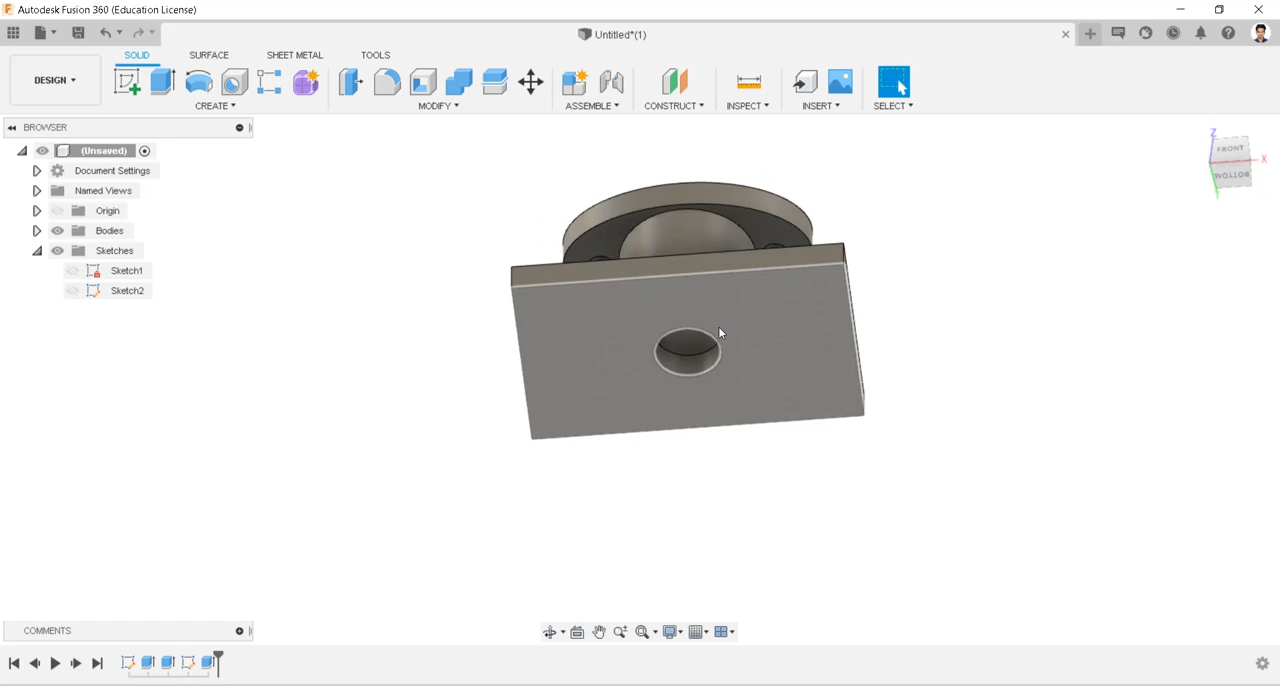 Autodesk Fusion 360 (Education License)
Untitled*(1)
SOLID SURFACE SHEET METAL TOOLS
DESIGN
CREATE MODIFY ASSEMBLE CONSTRUCT INSPECT INSERT SELECT
BROWSER
(Unsaved)
Document Settings
Named Views
Origin
Bodies
Sketches
Sketch1
Sketch2
Z
FRONT
X
BOTTOM
COMMENTS